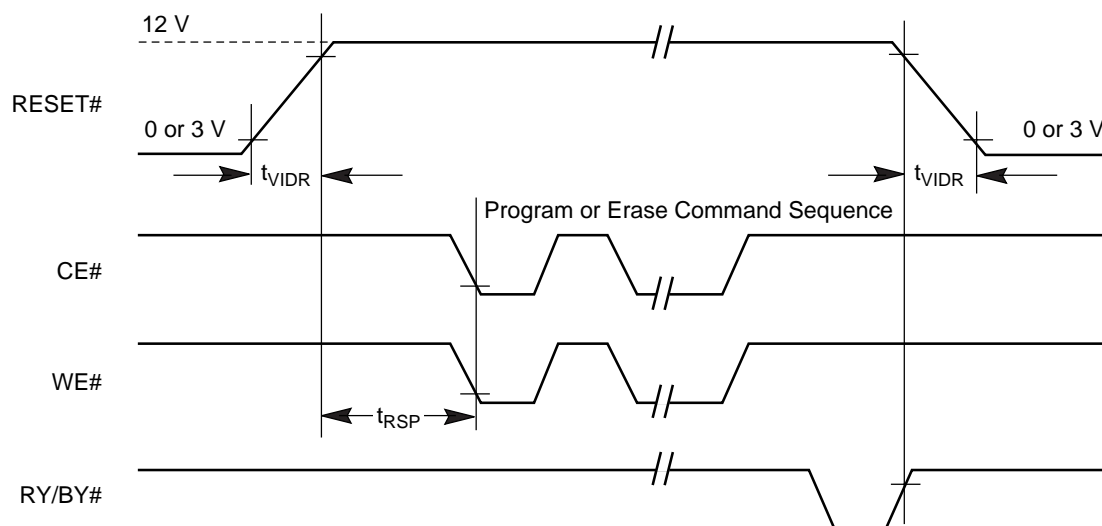 12 V
RESET#
0 or 3 V
0 or 3 V
tVIDR
tVIDR
Program or Erase Command Sequence
CE#
WE#
tRSP
RY/BY#